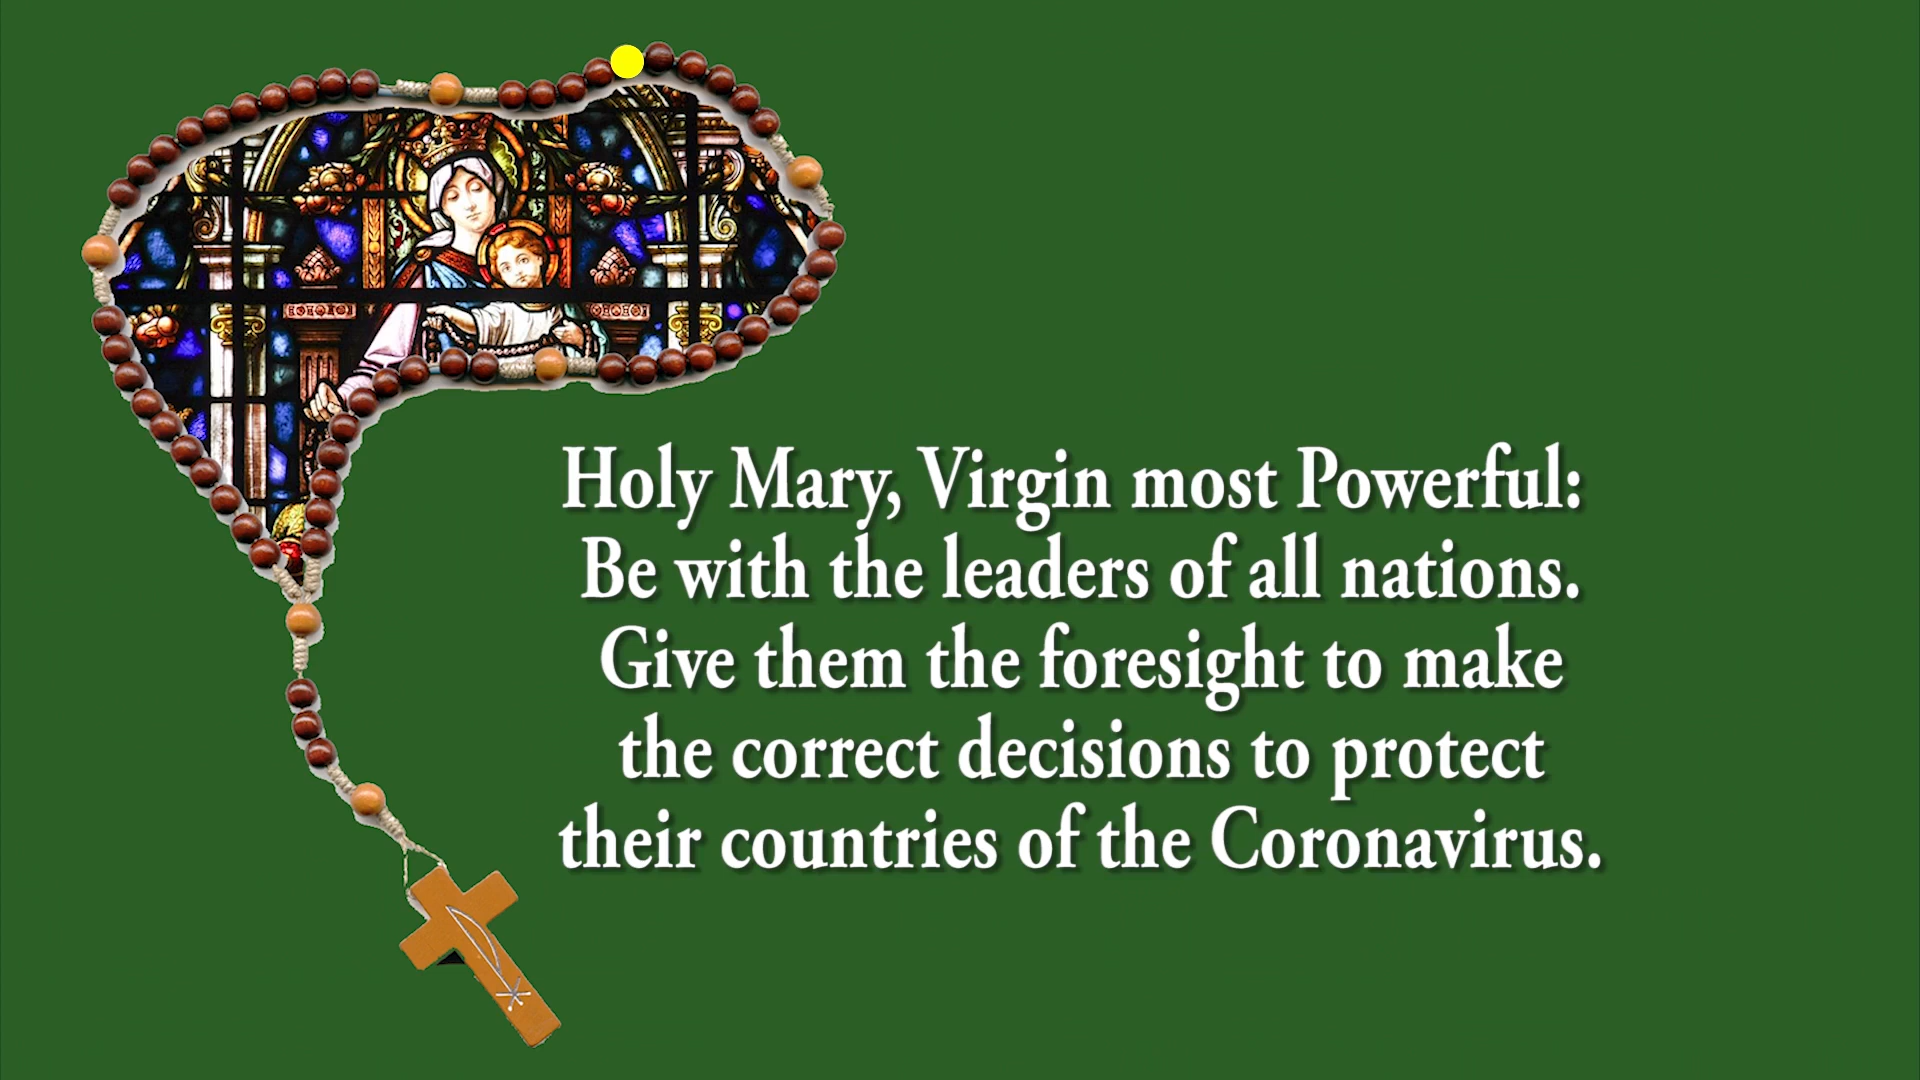 Holy Mary, Virgin most Powerful:
Be with the leaders of all nations.
Give them the foresight to make
the correct decisions to protect
their countries of the Coronavirus.